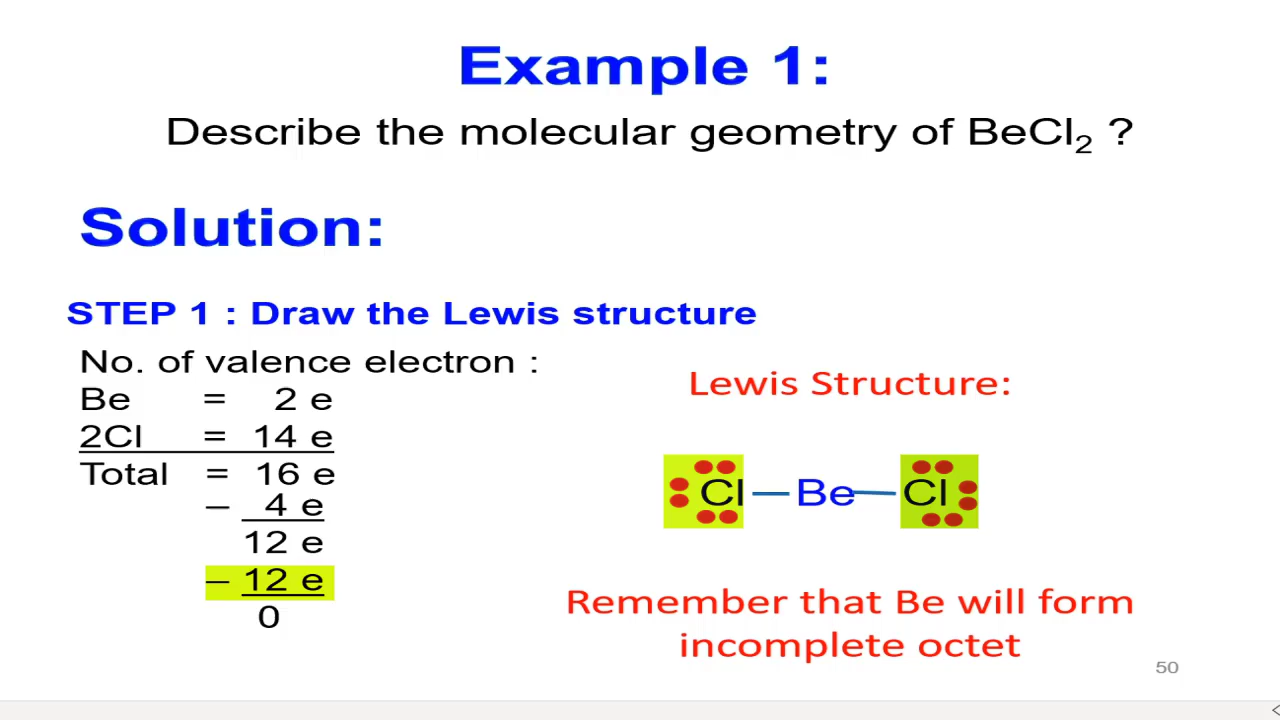 Example 1:
Describe the molecular geometry of BeCl₂ ?
Solution:
STEP 1 : Draw the Lewis structure
No. of valence electron :
Be = 2 e
2Cl = 14 e
Total = 16 e
– 4 e
12 e
– 12 e
0
Lewis Structure:
Cl — Be — Cl
Remember that Be will form
incomplete octet
50